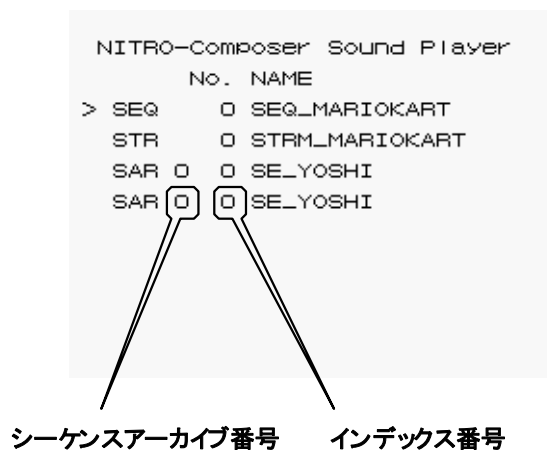 NITRO-Composer Sound Player
No. NAME
> SEQ 0 SEQ_MARIOKART
STR 0 STRM_MARIOKART
SAR 0 0 SE_YOSHI
SAR 0 0 SE_YOSHI
シーケンスアーカイブ番号 インデックス番号